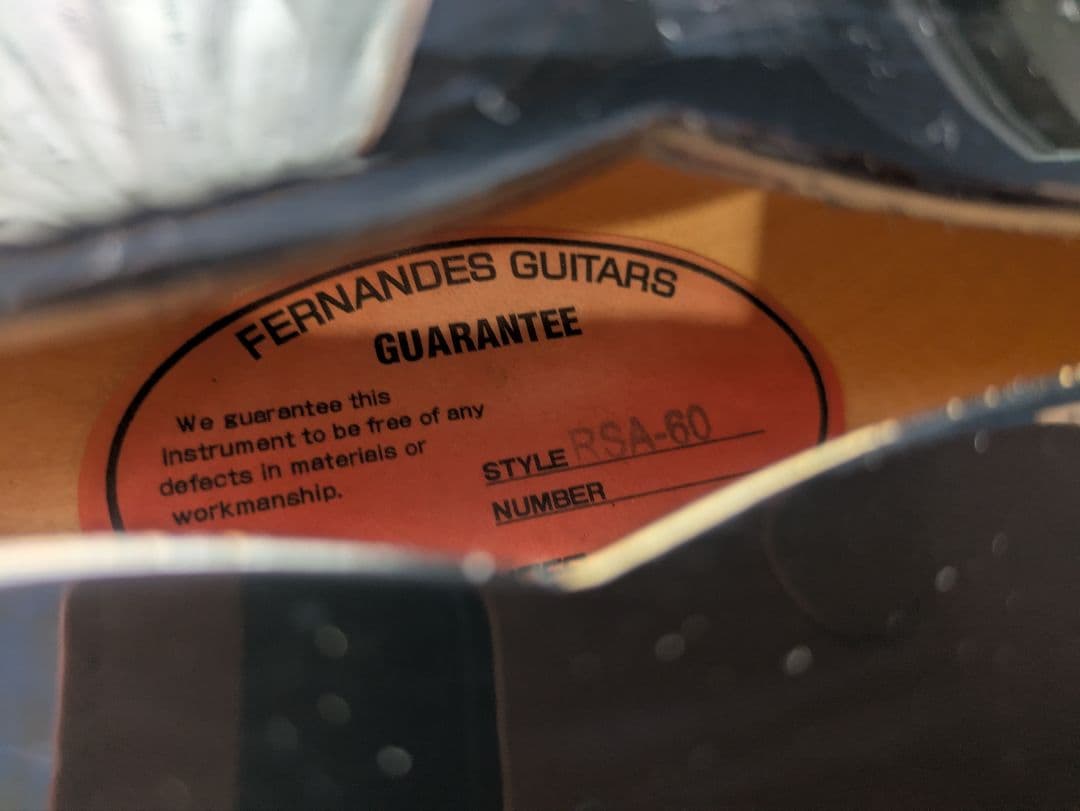 FERNANDES GUITARS
GUARANTEE
We guarantee this
instrument to be free of any
defects in materials or
workmanship.
STYLE RSA-60
NUMBER